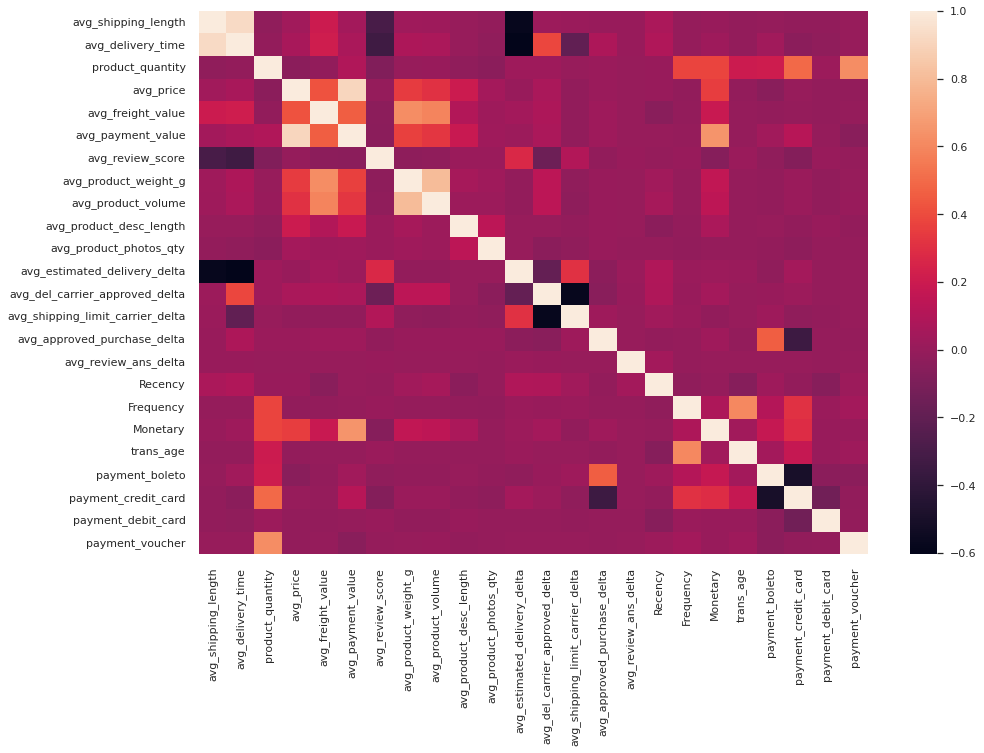 avg_shipping_length
avg_delivery_time
product_quantity
avg_price
avg_freight_value
avg_payment_value
avg_review_score
avg_product_weight_g
avg_product_volume
avg_product_desc_length
avg_product_photos_qty
avg_estimated_delivery_delta
avg_del_carrier_approved_delta
avg_shipping_limit_carrier_delta
avg_approved_purchase_delta
avg_review_ans_delta
Recency
Frequency
Monetary
trans_age
payment_boleto
payment_credit_card
payment_debit_card
payment_voucher
avg_shipping_length
avg_delivery_time
product_quantity
avg_price
avg_freight_value
avg_payment_value
avg_review_score
avg_product_weight_g
avg_product_volume
avg_product_desc_length
avg_product_photos_qty
avg_estimated_delivery_delta
avg_del_carrier_approved_delta
avg_shipping_limit_carrier_delta
avg_approved_purchase_delta
avg_review_ans_delta
Recency
Frequency
Monetary
trans_age
payment_boleto
payment_credit_card
payment_debit_card
payment_voucher
1.0
0.8
0.6
0.4
0.2
0.0
−0.2
−0.4
−0.6